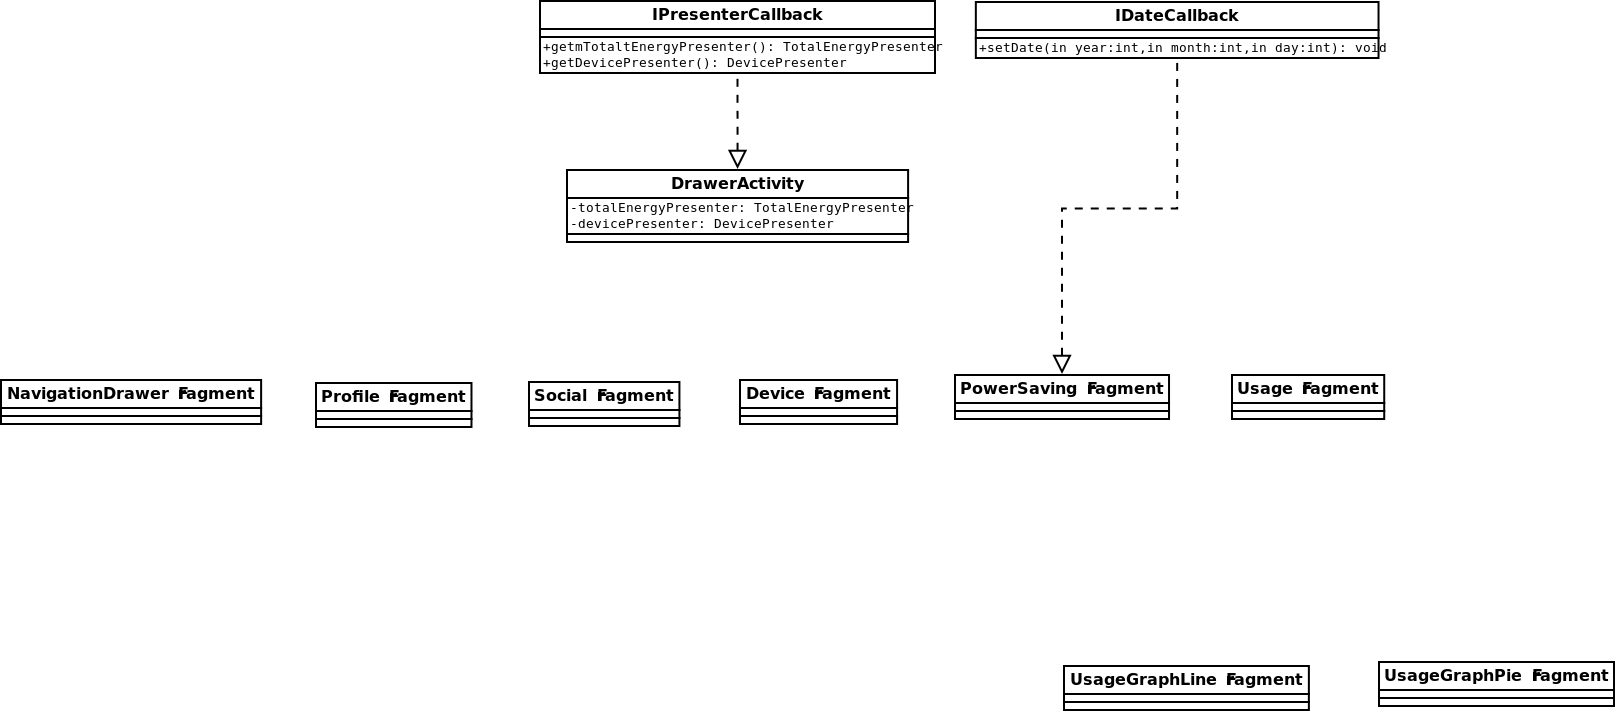 IPresenterCallback
+getmTotaltEnergyPresenter(): TotalEnergyPresenter
+getDevicePresenter(): DevicePresenter
IDateCallback
+setDate(in year:int,in month:int,in day:int): void
DrawerActivity
-totalEnergyPresenter: TotalEnergyPresenter
-devicePresenter: DevicePresenter
NavigationDrawer Fagment
Profile Fagment
Social Fagment
Device Fagment
PowerSaving Fagment
Usage Fagment
UsageGraphLine Fagment
UsageGraphPie Fagment